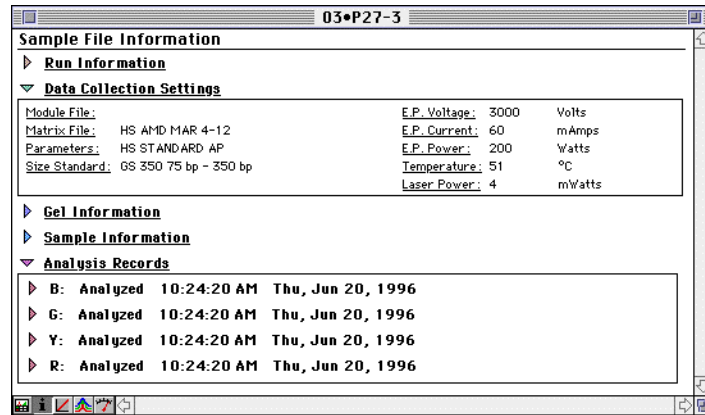 03•P27-3
Sample File Information
Run Information
Data Collection Settings
Module File: E.P. Voltage: 3000 Volts
Matrix File: HS AMD MAR 4-12 E.P. Current: 60 mAmps
Parameters: HS STANDARD AP E.P. Power: 200 Watts
Size Standard: GS 350 75 bp - 350 bp Temperature: 51 °C
Laser Power: 4 mWatts
Gel Information
Sample Information
Analysis Records
B: Analyzed 10:24:20 AM Thu, Jun 20, 1996
G: Analyzed 10:24:20 AM Thu, Jun 20, 1996
Y: Analyzed 10:24:20 AM Thu, Jun 20, 1996
R: Analyzed 10:24:20 AM Thu, Jun 20, 1996